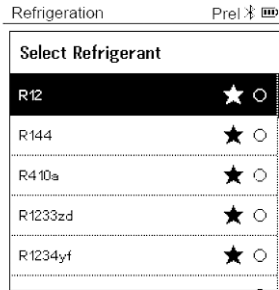 Refrigeration Prel
Select Refrigerant
R12
R144
R410a
R1233zd
R1234yf